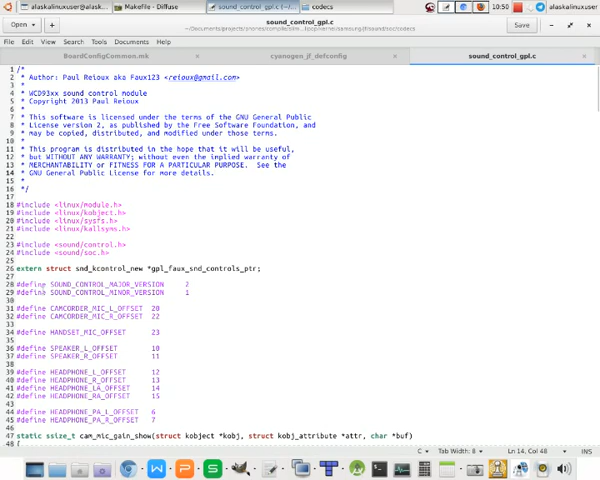 alaskalinuxuser@alask...
Makefile - Diffuse
sound_control_gpl.c (~/...
codecs
10:50
alaskalinuxuser
Open
sound_control_gpl.c
Save
File Edit View Search Tools Documents Help
BoardConfigCommon.mk
cyanogen_jf_defconfig
sound_control_gpl.c
1 /*
2 * Author: Paul Reioux aka Faux123 <reioux@gmail.com>
3 *
4 * WCD93xx sound control module
5 * Copyright 2013 Paul Reioux
6 *
7 * This software is licensed under the terms of the GNU General Public
8 * License version 2, as published by the Free Software Foundation, and
9 * may be copied, distributed, and modified under those terms.
10 *
11 * This program is distributed in the hope that it will be useful,
12 * but WITHOUT ANY WARRANTY; without even the implied warranty of
13 * MERCHANTABILITY or FITNESS FOR A PARTICULAR PURPOSE. See the
14 * GNU General Public License for more details.
15 *
16 */
17
18 #include <linux/module.h>
19 #include <linux/kobject.h>
20 #include <linux/sysfs.h>
21 #include <linux/kallsyms.h>
22
23 #include <sound/control.h>
24 #include <sound/soc.h>
25
26 extern struct snd_kcontrol_new *gpl_faux_snd_controls_ptr;
27
28 #define SOUND_CONTROL_MAJOR_VERSION 2
29 #define SOUND_CONTROL_MINOR_VERSION 1
30
31 #define CAMCORDER_MIC_L_OFFSET 20
32 #define CAMCORDER_MIC_R_OFFSET 22
33
34 #define HANDSET_MIC_OFFSET 23
35
36 #define SPEAKER_L_OFFSET 10
37 #define SPEAKER_R_OFFSET 11
38
39 #define HEADPHONE_L_OFFSET 12
40 #define HEADPHONE_R_OFFSET 13
41 #define HEADPHONE_LA_OFFSET 14
42 #define HEADPHONE_RA_OFFSET 15
43
44 #define HEADPHONE_PA_L_OFFSET 6
45 #define HEADPHONE_PA_R_OFFSET 7
46
47 static ssize_t cam_mic_gain_show(struct kobject *kobj, struct kobj_attribute *attr, char *buf)
48 {
C Tab Width: 8 Ln 14, Col 48 INS